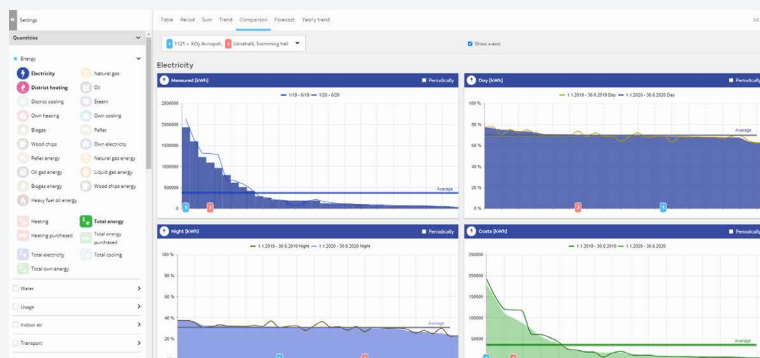 Settings
Table Period Sum Trend Comparison Forecast Yearly trend
Quantities
Show event
Electricity
Energy
Electricity
Natural gas
District heating
Oil
District cooling
Steam
Own heating
Own cooling
Biogas
Pellet
Wood chips
Own electricity
Pellet energy
Natural gas energy
Oil gas energy
Liquid gas energy
Biogas energy
Wood chips energy
Heavy fuel oil energy
Heating
Total energy
Heating purchased
Total energy
purchased
Total electricity
Total cooling
Total own energy
Water
Usage
Indoor air
Transport
Measured [kWh]
Periodically
1/19 - 6/19
1/20 - 6/20
2500000
2000000
1500000
1000000
500000
0
Average
1
2
Day [kWh]
Periodically
1.1.2019 - 30.6.2019 Day
1.1.2020 - 30.6.2020 Day
100 %
80 %
60 %
40 %
20 %
0 %
Average
Night [kWh]
Periodically
1.1.2019 - 30.6.2019 Night
1.1.2020 - 30.6.2020 Night
100 %
80 %
60 %
40 %
20 %
Average
Costs [kWh]
Periodically
1.1.2019 - 30.6.2019
1.1.2020 - 30.6.2020
250000
200000
150000
100000
50000
Average